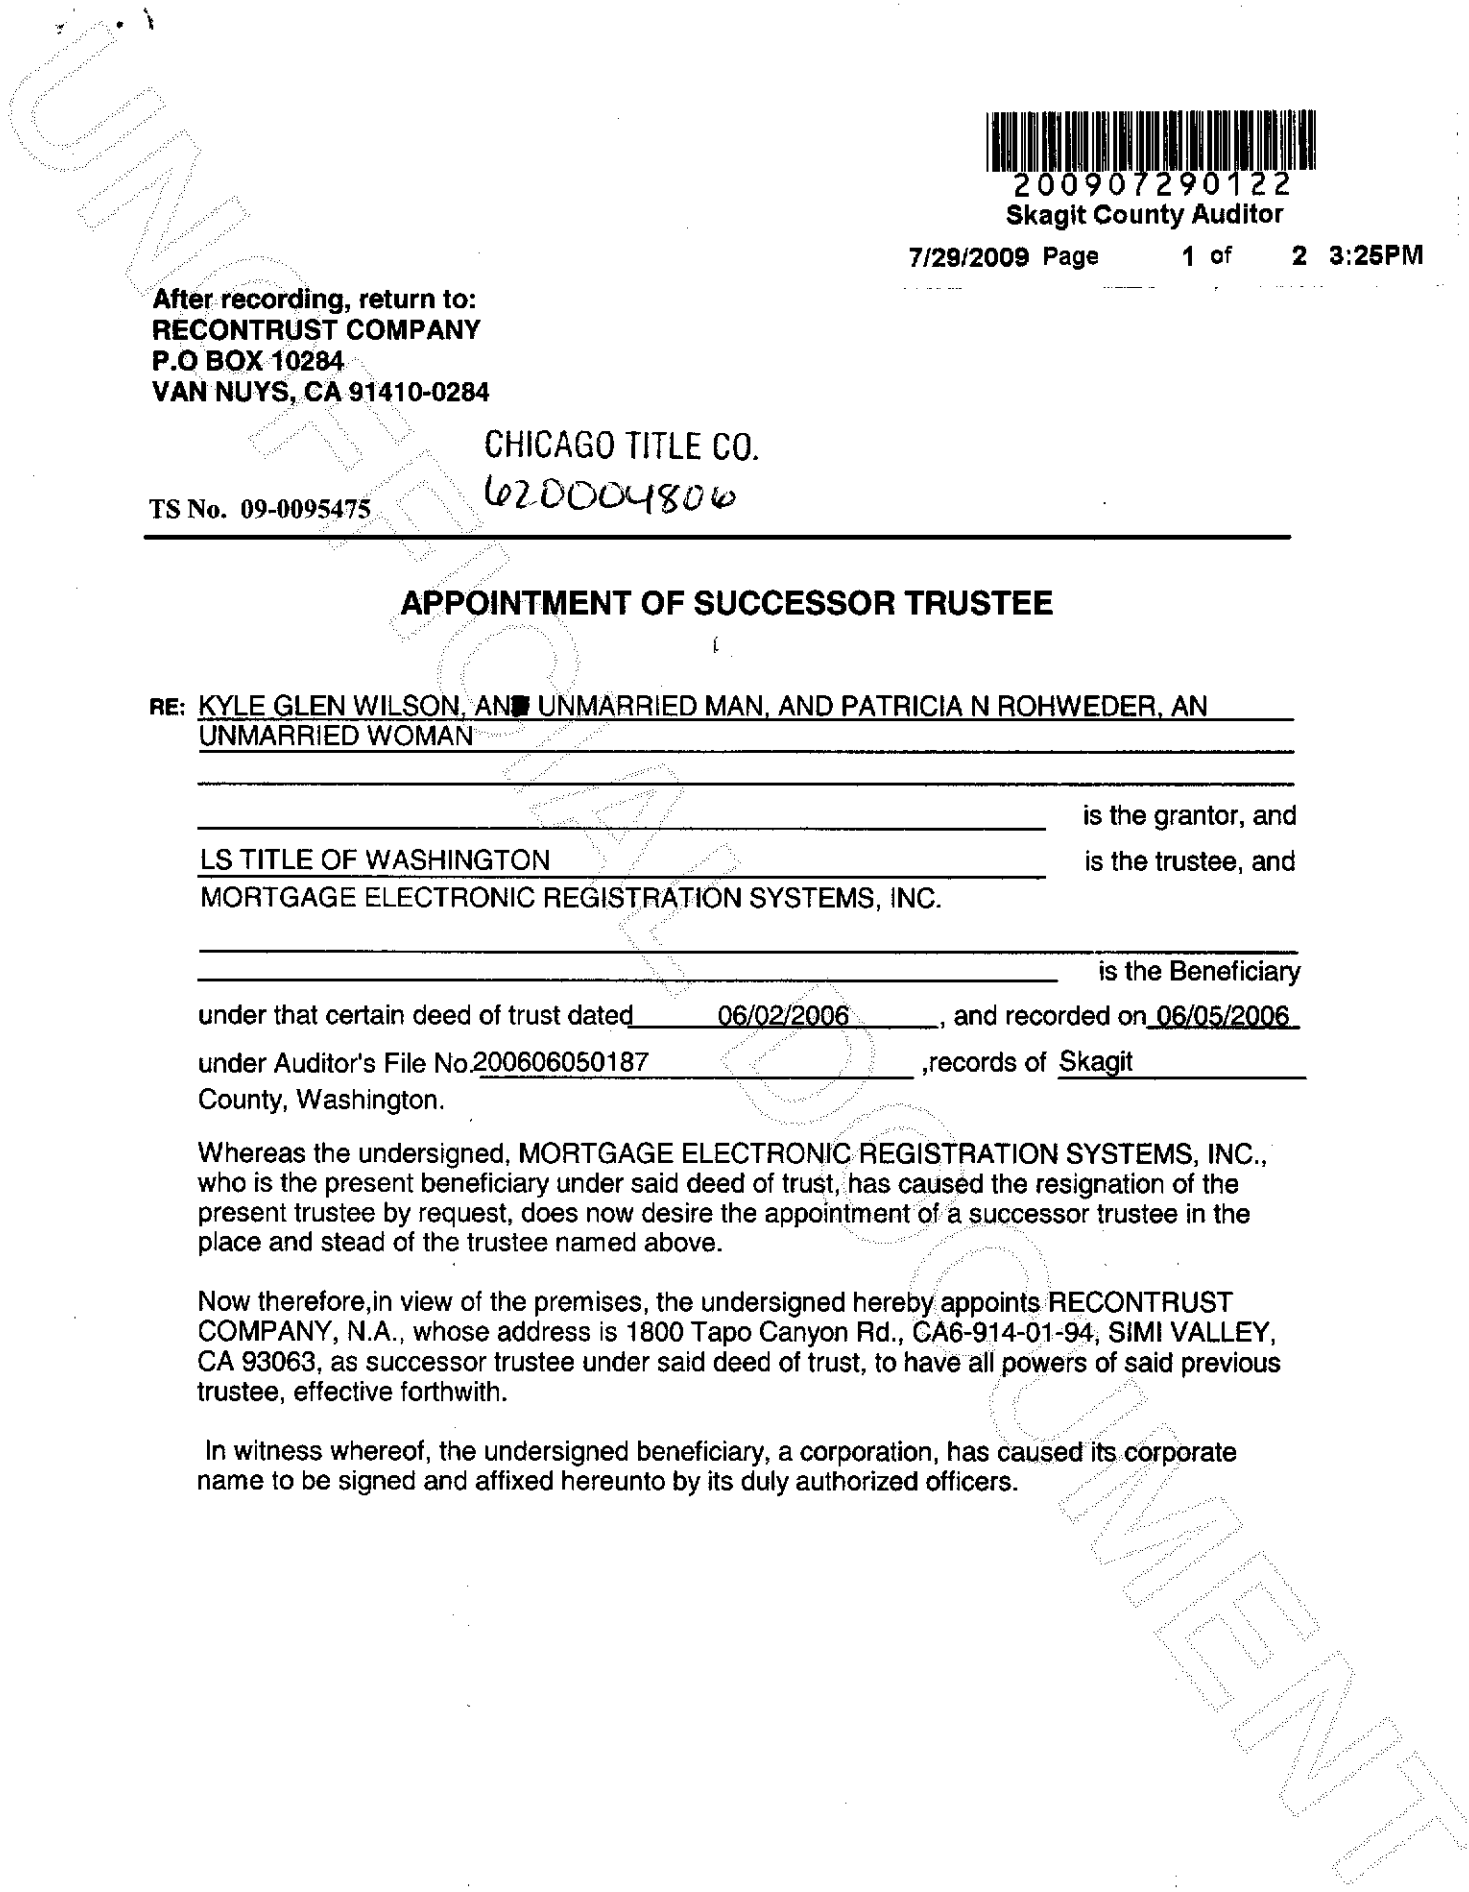 200907290122
Skagit County Auditor
7/29/2009 Page 1 of 2 3:25PM
After recording, return to:
RECONTRUST COMPANY
P.O BOX 10284
VAN NUYS, CA 91410-0284
CHICAGO TITLE CO.
620004806
TS No. 09-0095475
APPOINTMENT OF SUCCESSOR TRUSTEE
RE: KYLE GLEN WILSON, AN UNMARRIED MAN, AND PATRICIA N ROHWEDER, AN
UNMARRIED WOMAN
is the grantor, and
LS TITLE OF WASHINGTON is the trustee, and
MORTGAGE ELECTRONIC REGISTRATION SYSTEMS, INC.
is the Beneficiary
under that certain deed of trust dated 06/02/2006 , and recorded on 06/05/2006
under Auditor's File No.200606050187 ,records of Skagit
County, Washington.
Whereas the undersigned, MORTGAGE ELECTRONIC REGISTRATION SYSTEMS, INC.,
who is the present beneficiary under said deed of trust, has caused the resignation of the
present trustee by request, does now desire the appointment of a successor trustee in the
place and stead of the trustee named above.
Now therefore,in view of the premises, the undersigned hereby appoints RECONTRUST
COMPANY, N.A., whose address is 1800 Tapo Canyon Rd., CA6-914-01-94, SIMI VALLEY,
CA 93063, as successor trustee under said deed of trust, to have all powers of said previous
trustee, effective forthwith.
In witness whereof, the undersigned beneficiary, a corporation, has caused its corporate
name to be signed and affixed hereunto by its duly authorized officers.
UNOFFICIAL DOCUMENT